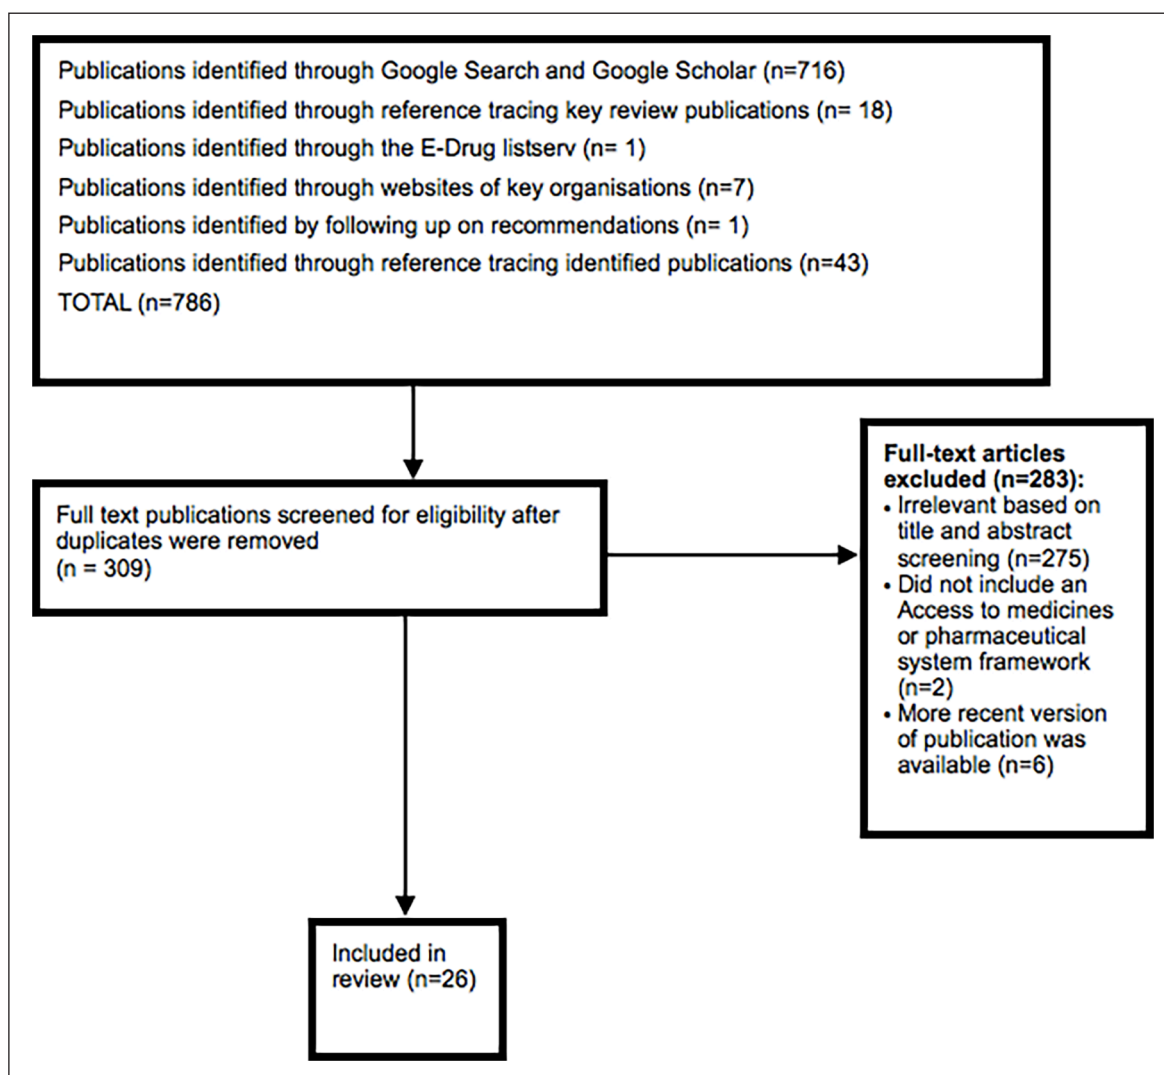 Publications identified through Google Search and Google Scholar (n=716)
Publications identified through reference tracing key review publications (n= 18)
Publications identified through the E-Drug listserv (n= 1)
Publications identified through websites of key organisations (n=7)
Publications identified by following up on recommendations (n= 1)
Publications identified through reference tracing identified publications (n=43)
TOTAL (n=786)
Full text publications screened for eligibility after
duplicates were removed
(n = 309)
Full-text articles
excluded (n=283):
• Irrelevant based on
title and abstract
screening (n=275)
• Did not include an
Access to medicines
or pharmaceutical
system framework
(n=2)
• More recent version
of publication was
available (n=6)
Included in
review (n=26)